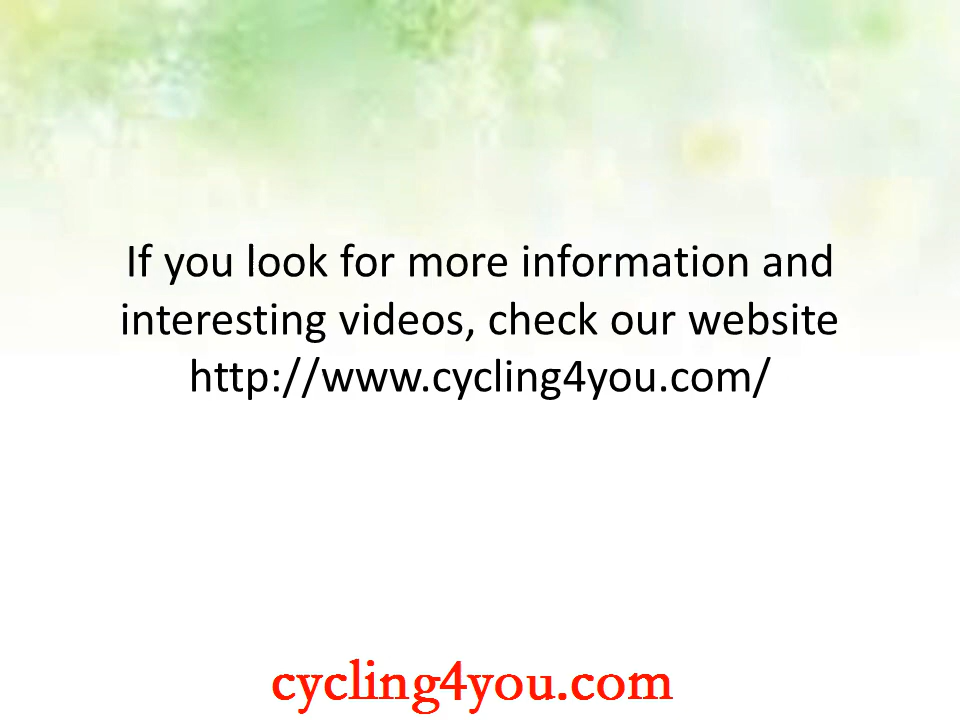 If you look for more information and
interesting videos, check our website
http://www.cycling4you.com/
cycling4you.com